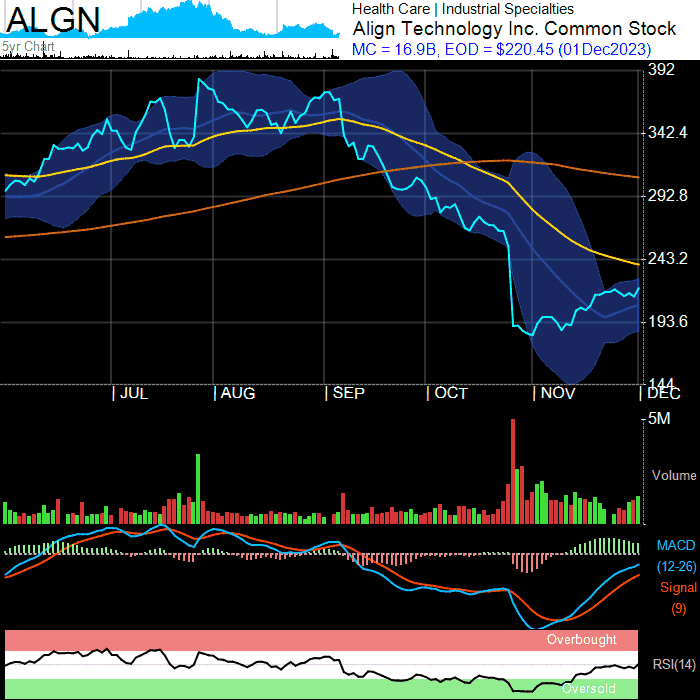 ALGN
5yr Chart
Health Care | Industrial Specialties
Align Technology Inc. Common Stock
MC = 16.9B, EOD = $220.45 (01Dec2023)
392
342.4
292.8
243.2
193.6
144
| JUL | AUG | SEP | OCT | NOV | DEC
5M
Volume
MACD
(12-26)
Signal
(9)
Overbought
RSI(14)
Oversold